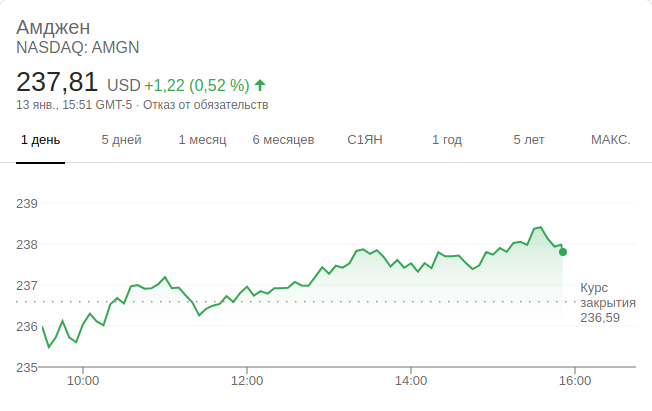 Амджен
NASDAQ: AMGN
237,81 USD +1,22 (0,52 %)
13 янв., 15:51 GMT-5 · Отказ от обязательств
1 день 5 дней 1 месяц 6 месяцев С1ЯН 1 год 5 лет МАКС.
239
238
237
236
235
Курс
закрытия
236,59
10:00 12:00 14:00 16:00